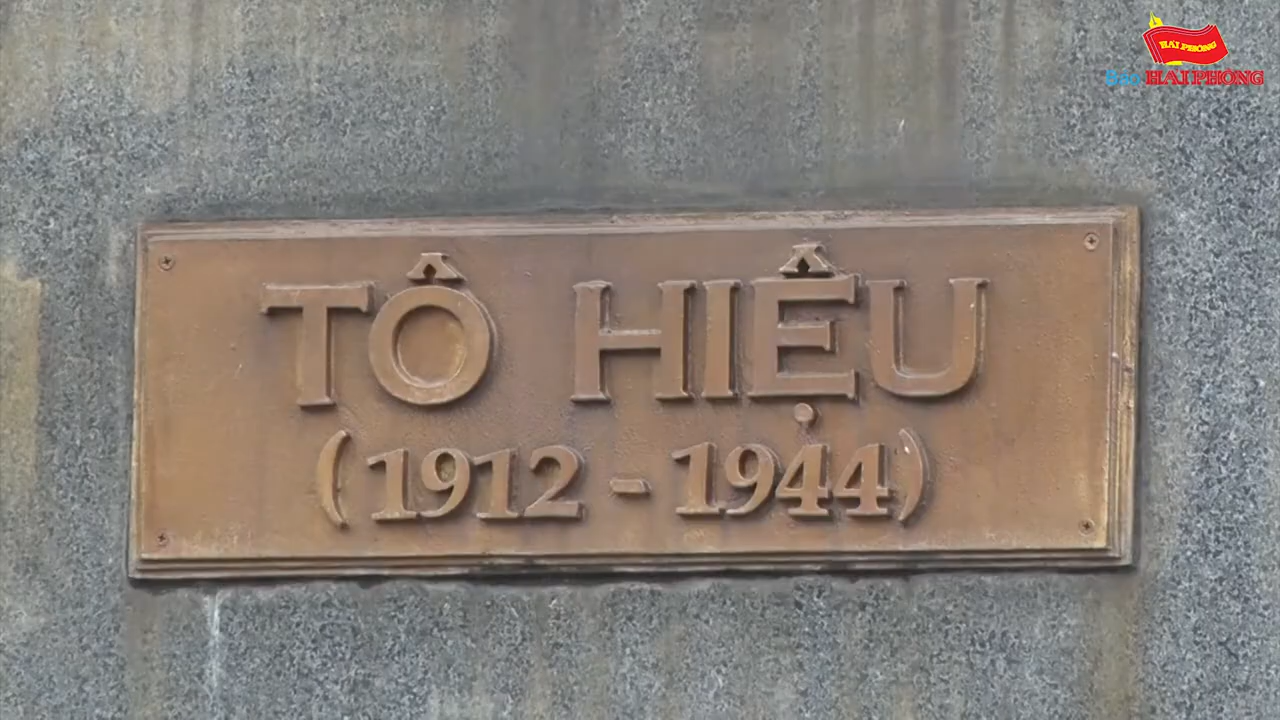 HẢI PHÒNG
Báo HẢI PHÒNG
TÔ HIỆU
(1912 - 1944)